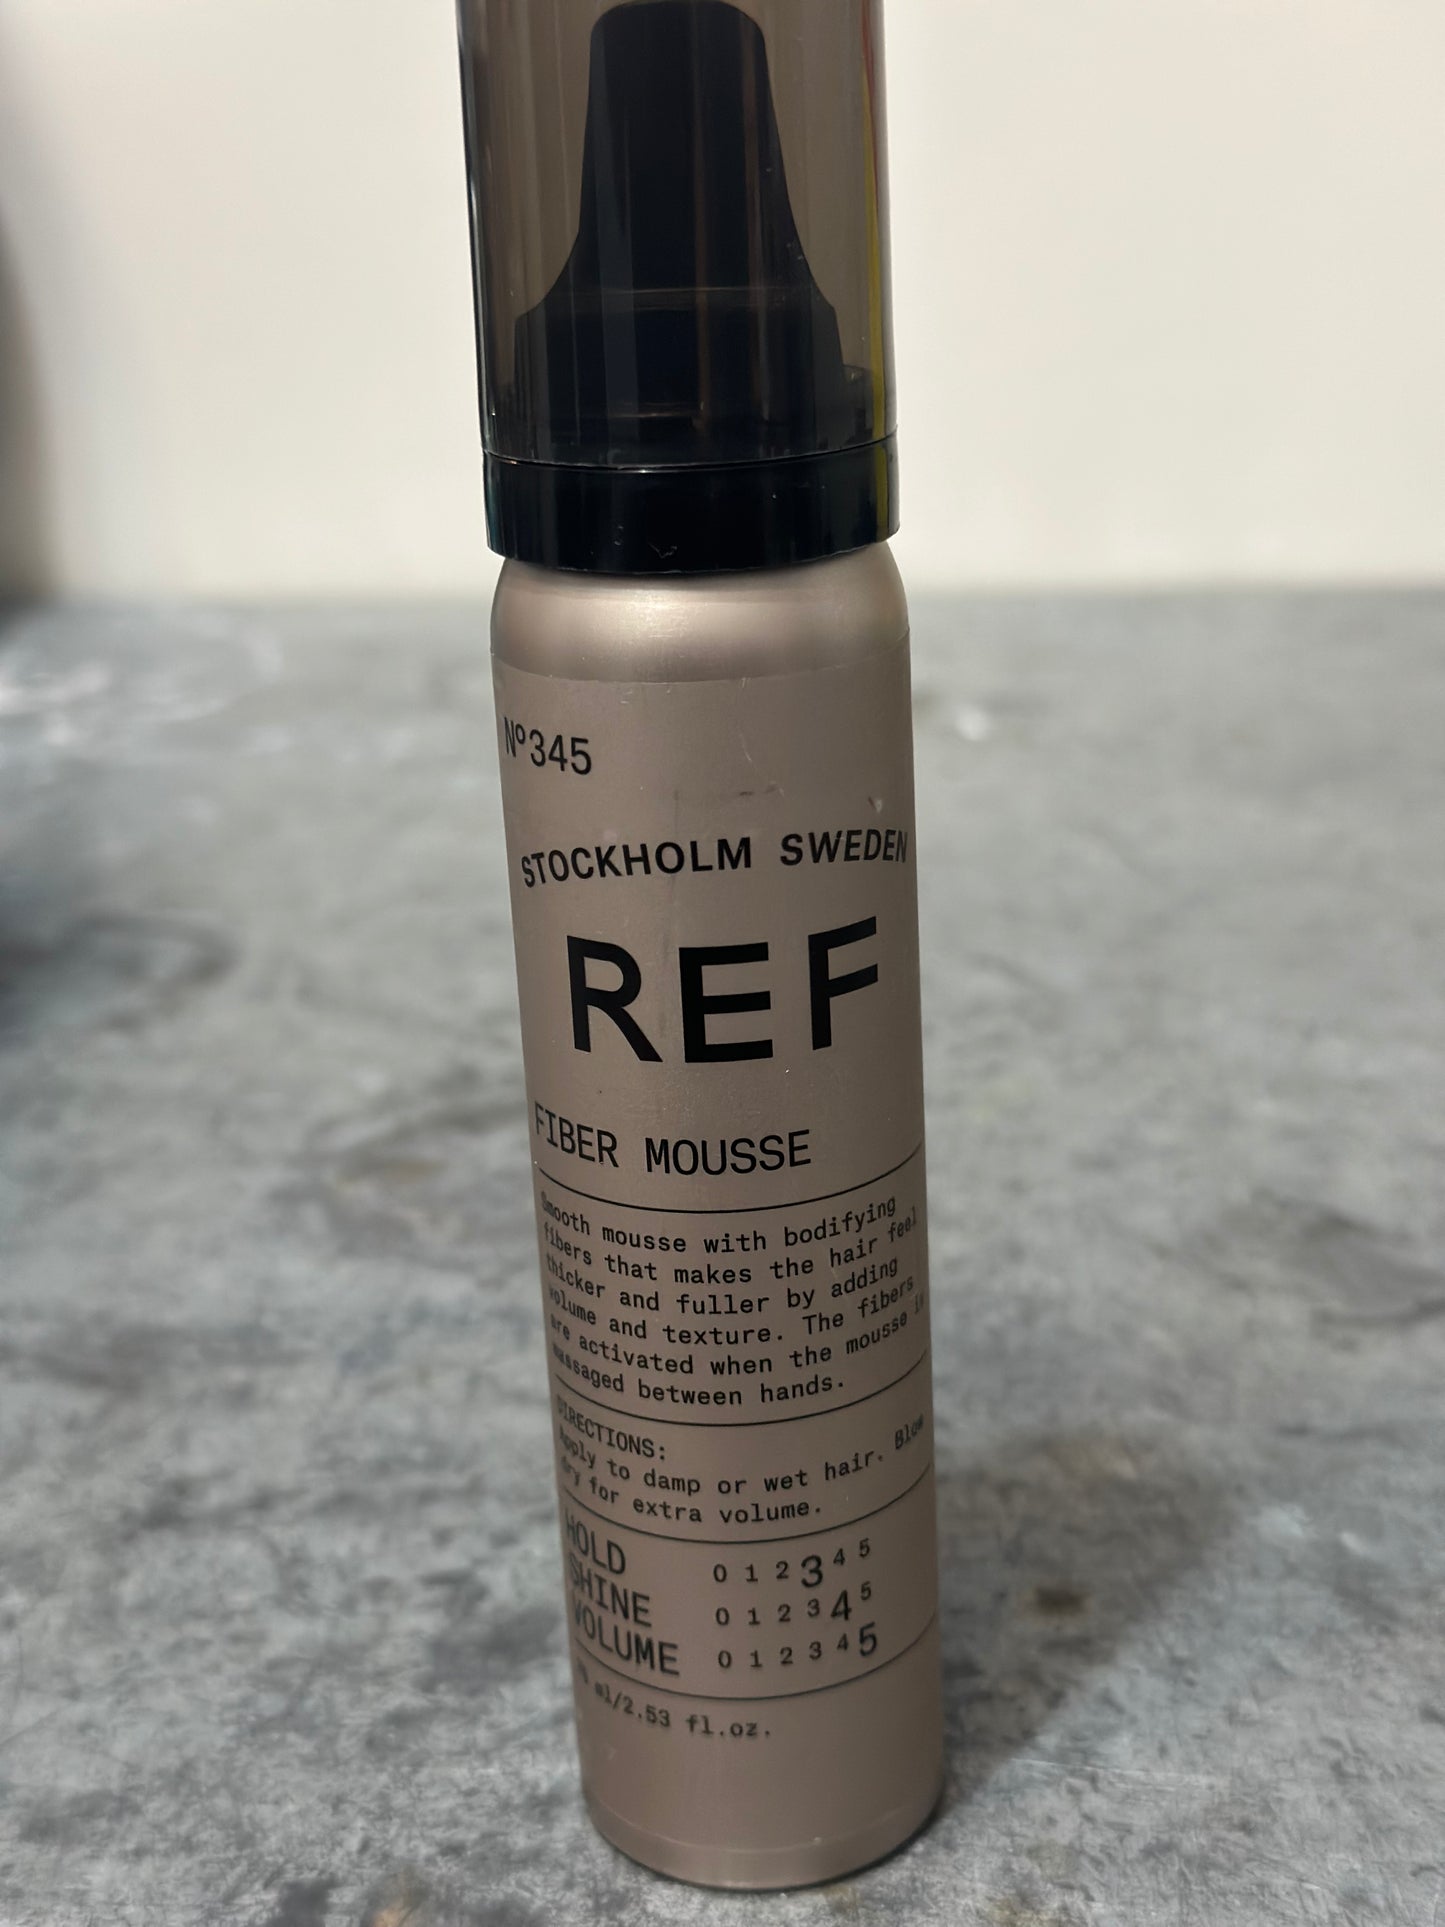 Nº345
STOCKHOLM SWEDEN
REF
FIBER MOUSSE
Smooth mousse with bodifying
fibers that makes the hair feel
thicker and fuller by adding
volume and texture. The fibers
are activated when the mousse is
massaged between hands.
DIRECTIONS:
Apply to damp or wet hair. Blow
dry for extra volume.
HOLD 0 1 2 3 4 5
SHINE 0 1 2 3 4 5
VOLUME 0 1 2 3 4 5
ml/2.53 fl.oz.